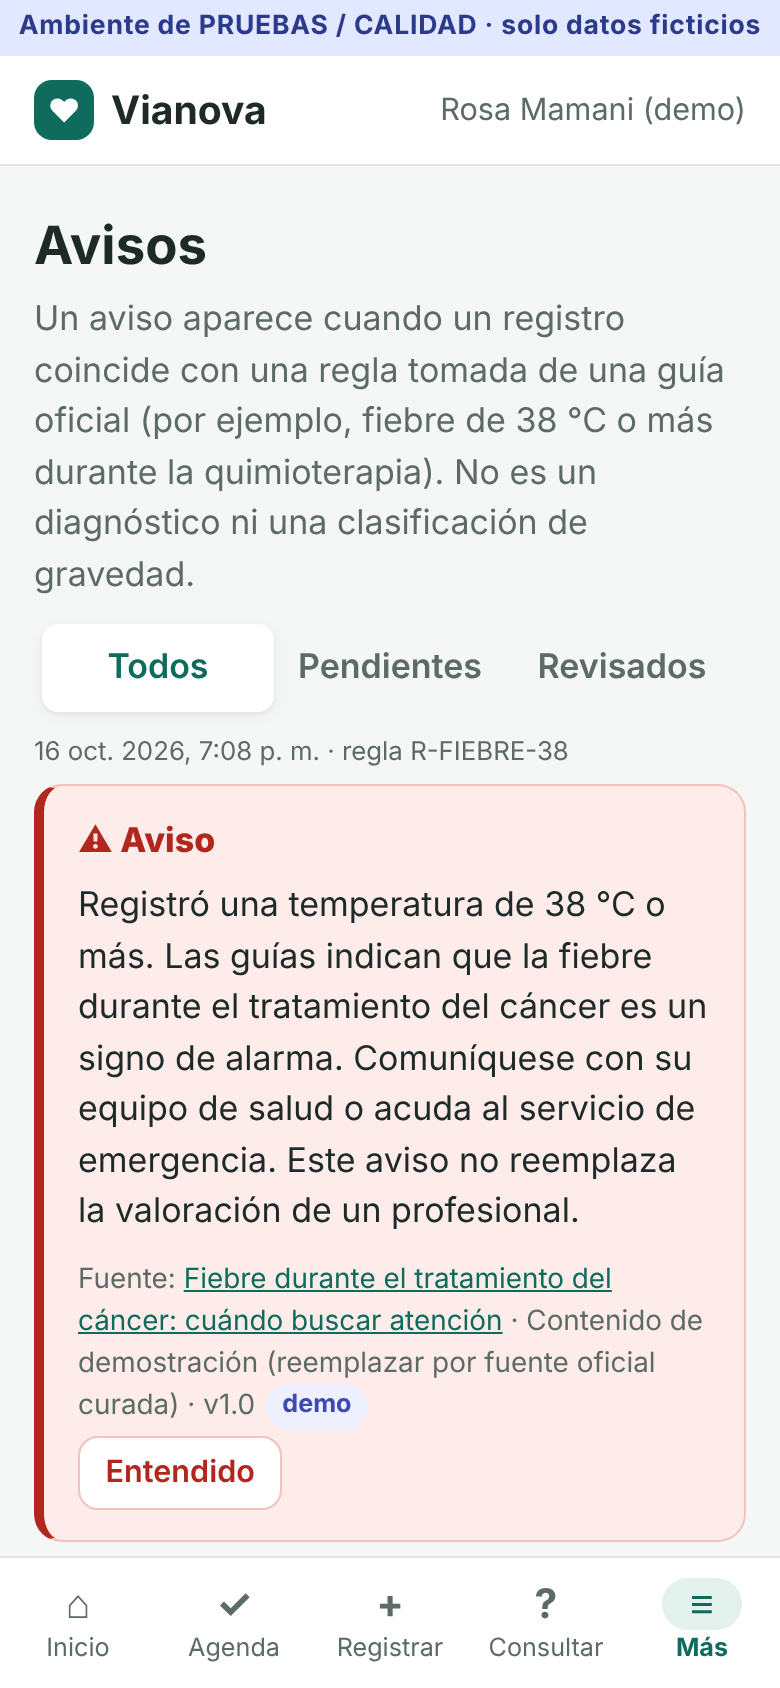 Ambiente de PRUEBAS / CALIDAD · solo datos ficticios
Vianova
Rosa Mamani (demo)
Avisos
Un aviso aparece cuando un registro
coincide con una regla tomada de una guía
oficial (por ejemplo, fiebre de 38 °C o más
durante la quimioterapia). No es un
diagnóstico ni una clasificación de
gravedad.
Todos Pendientes Revisados
16 oct. 2026, 7:08 p. m. · regla R-FIEBRE-38
⚠ Aviso
Registró una temperatura de 38 °C o
más. Las guías indican que la fiebre
durante el tratamiento del cáncer es un
signo de alarma. Comuníquese con su
equipo de salud o acuda al servicio de
emergencia. Este aviso no reemplaza
la valoración de un profesional.
Fuente: Fiebre durante el tratamiento del
cáncer: cuándo buscar atención · Contenido de
demostración (reemplazar por fuente oficial
curada) · v1.0 demo
Entendido
Inicio Agenda Registrar Consultar Más